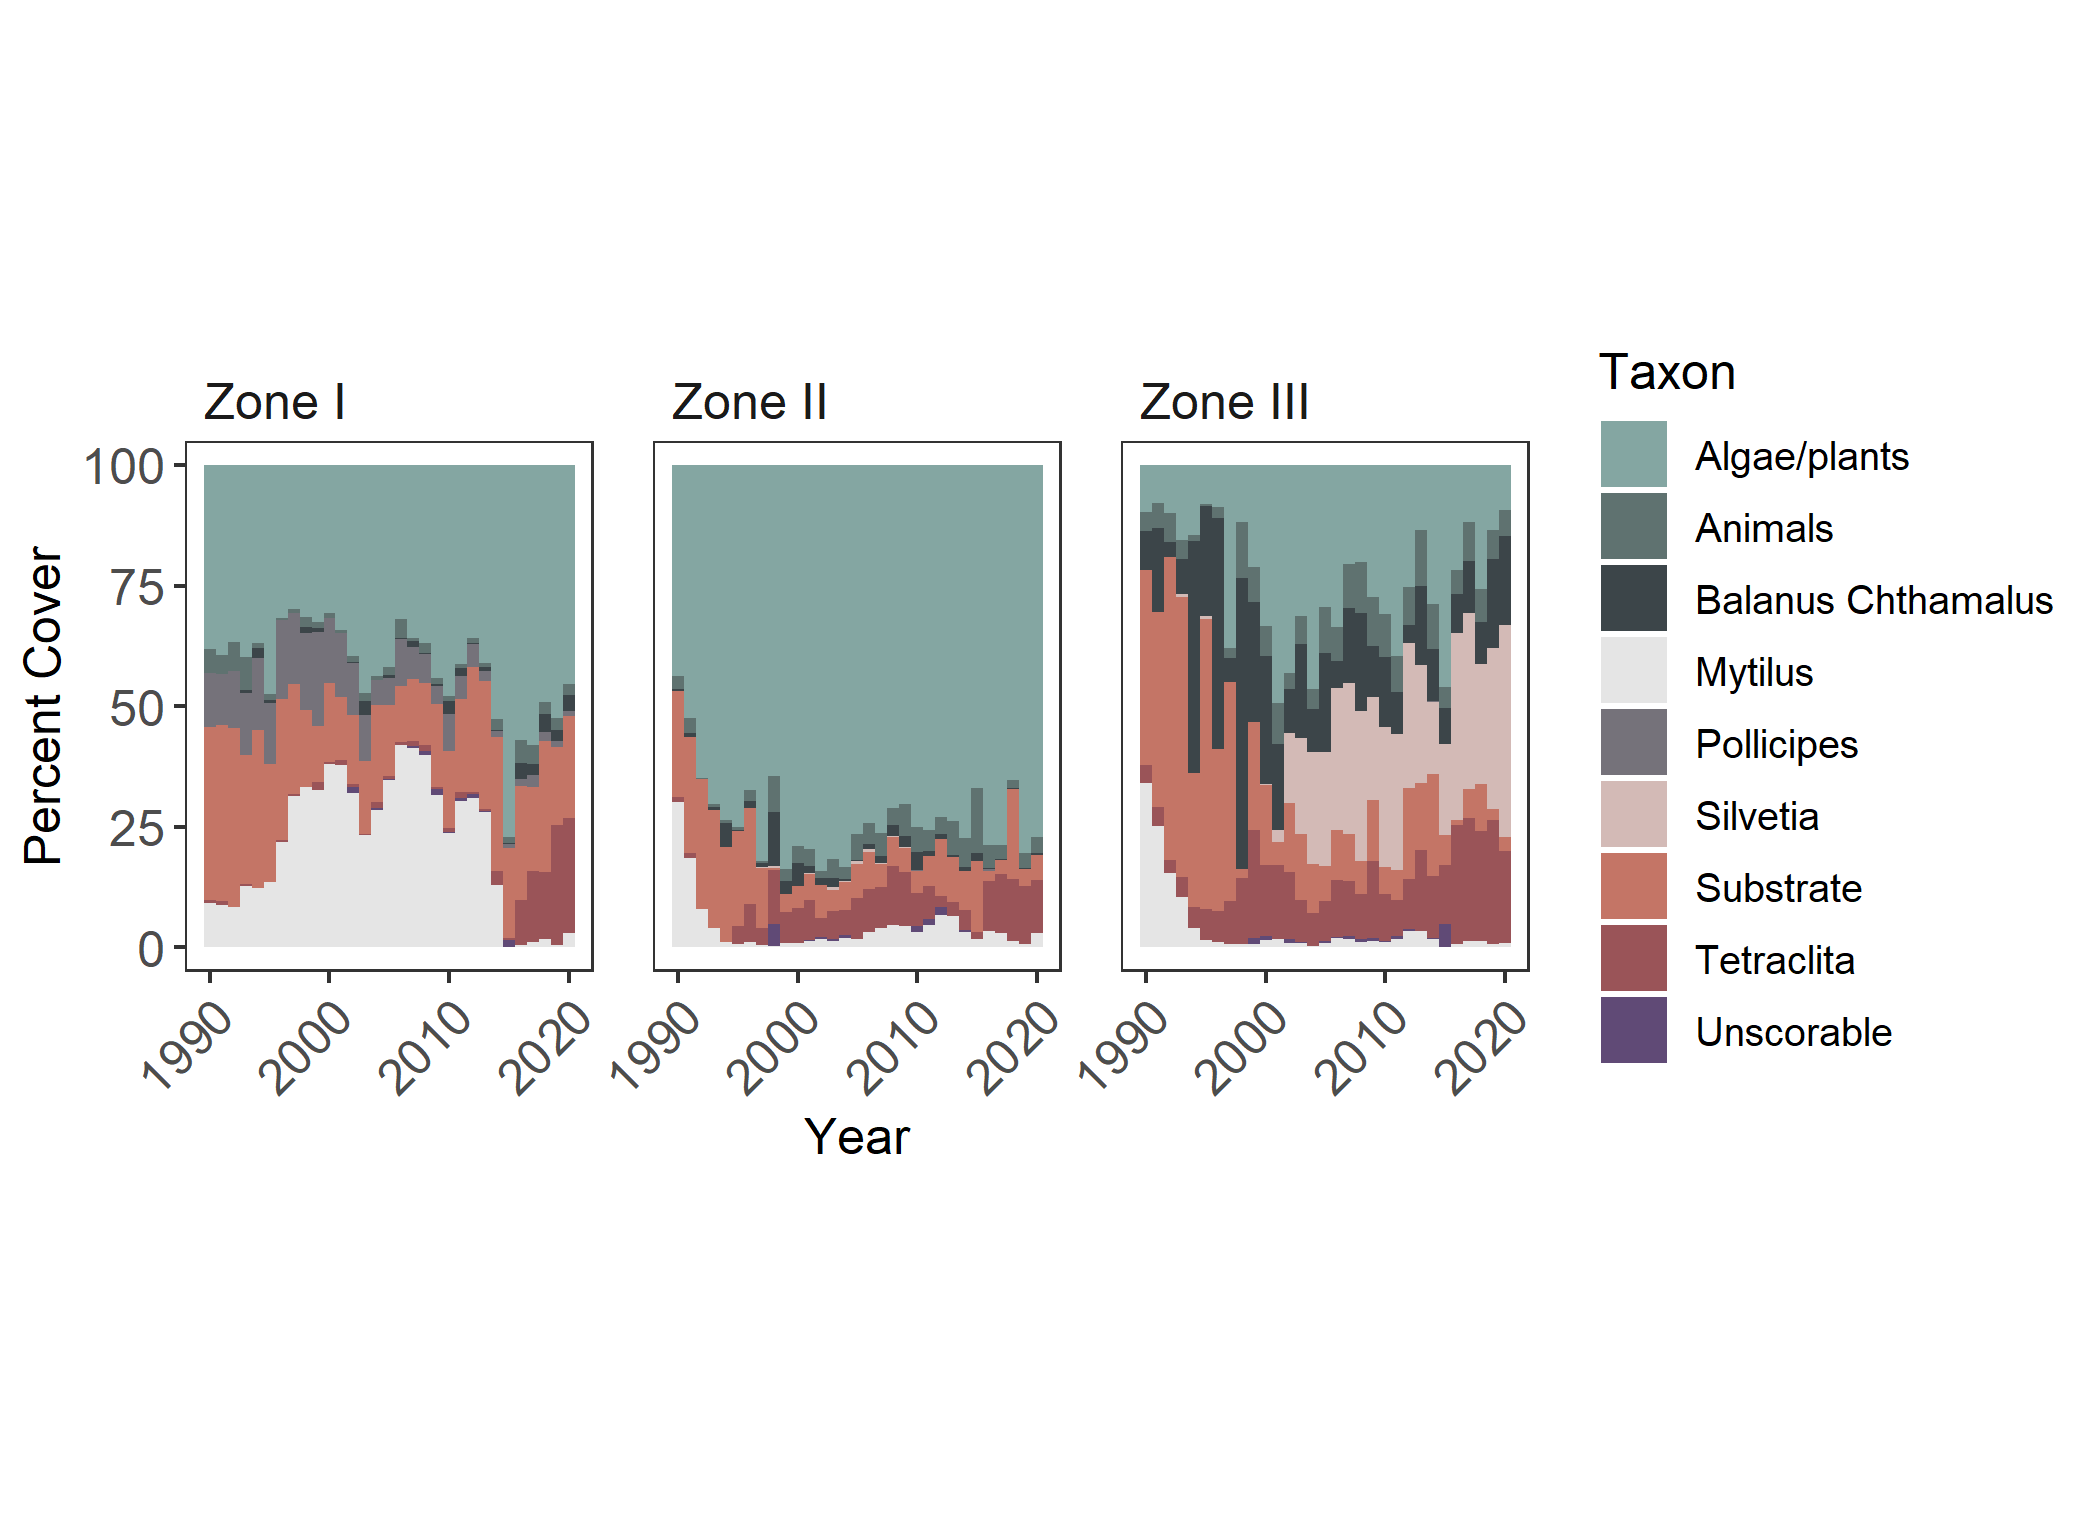 Zone I
Zone II
Zone III
Percent Cover
100
75
50
25
0
1990
2000
2010
2020
1990
2000
2010
2020
1990
2000
2010
2020
Year
Taxon
Algae/plants
Animals
Balanus Chthamalus
Mytilus
Pollicipes
Silvetia
Substrate
Tetraclita
Unscorable